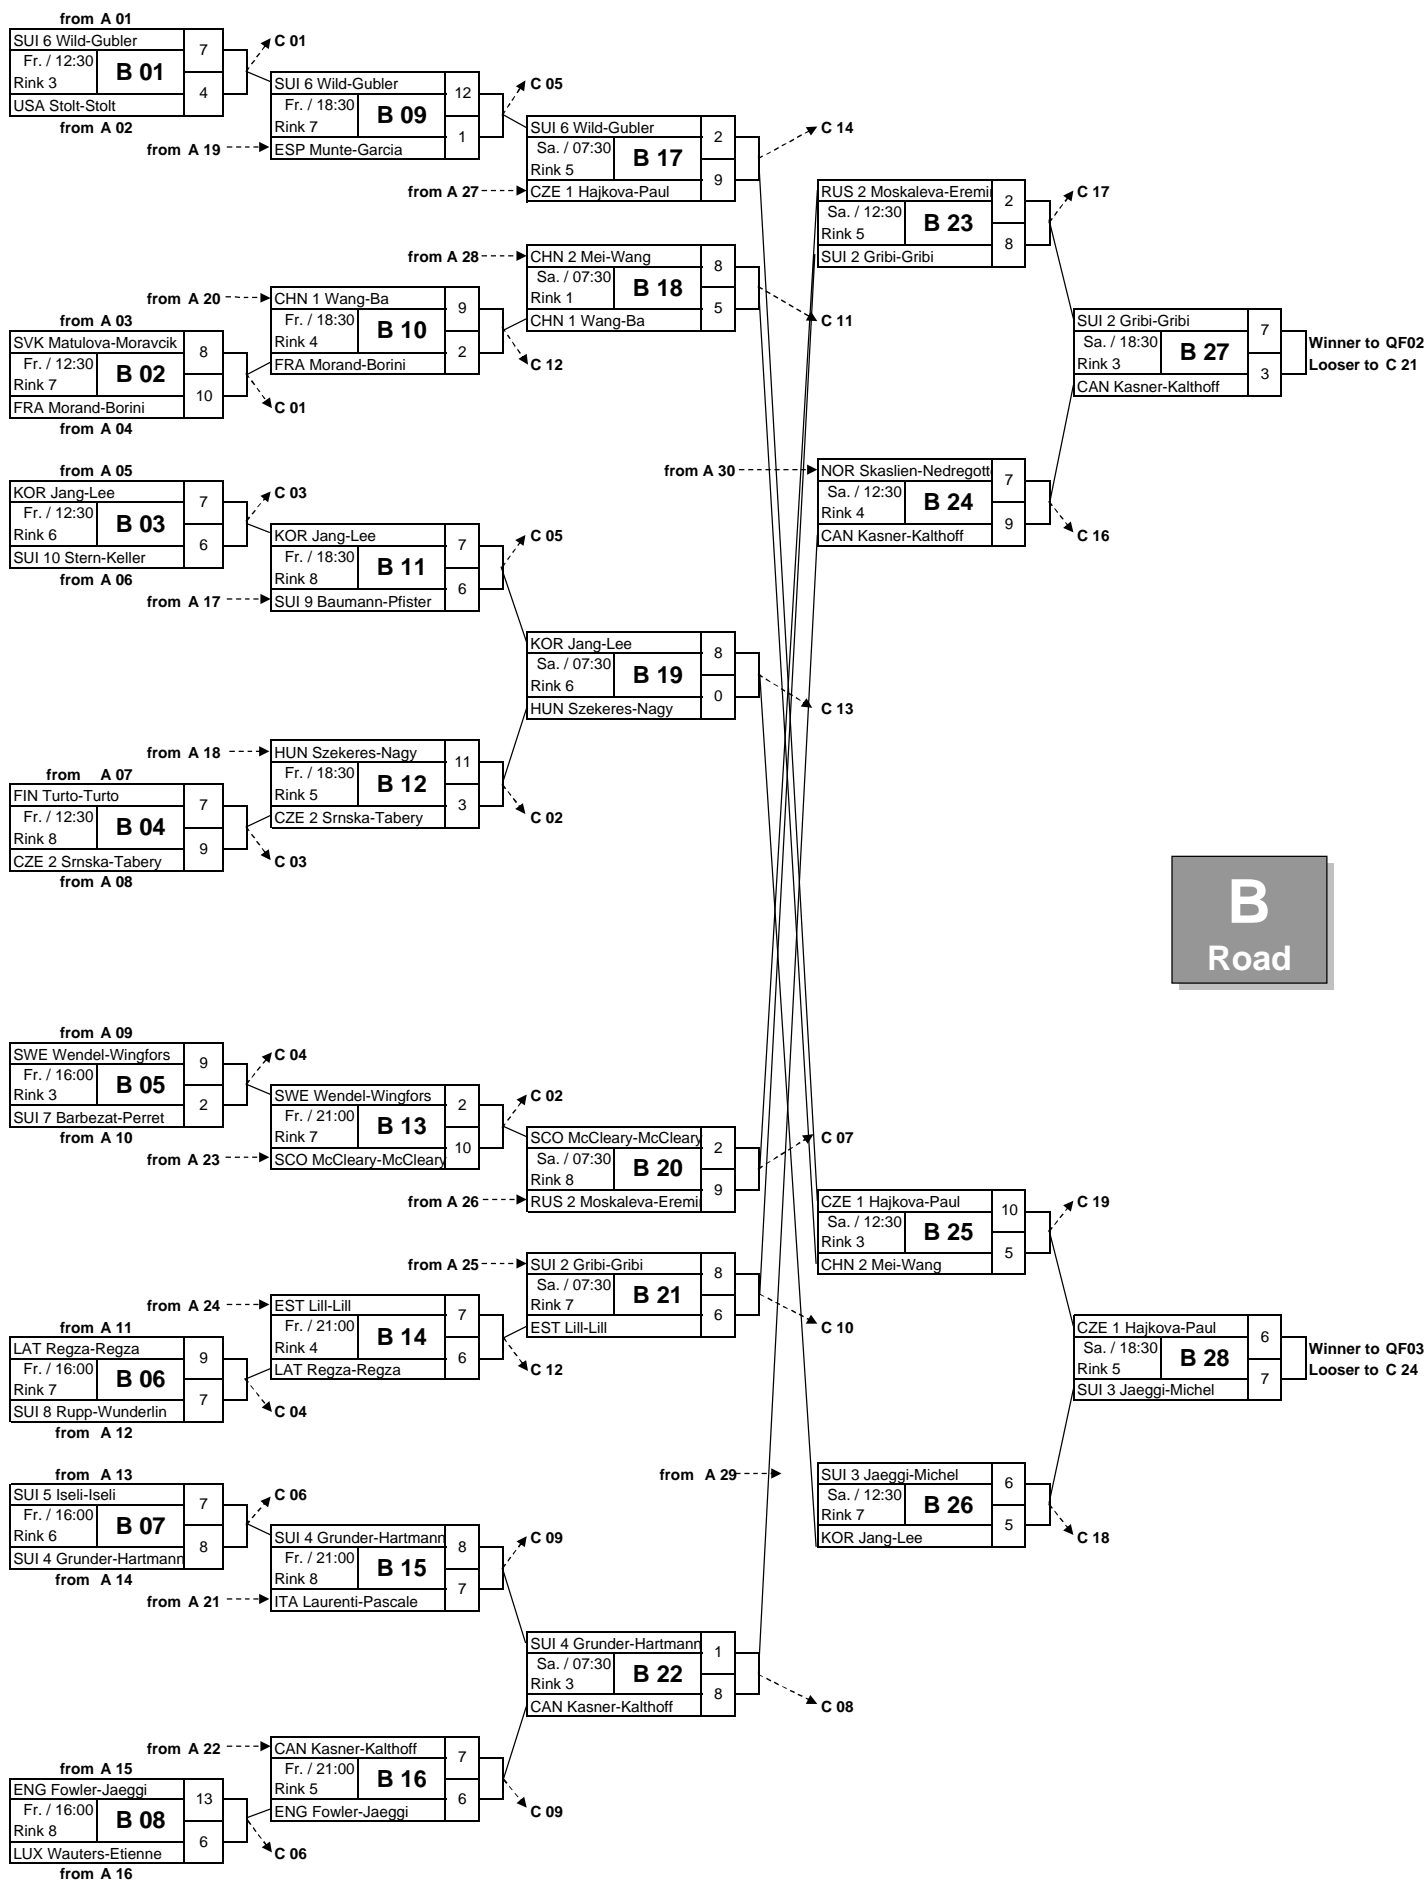 from A 01
SUI 6 Wild-Gubler 7
Fr. / 12:30
Rink 3
B 01
4
USA Stolt-Stolt
from A 02
C 01
SUI 6 Wild-Gubler 12
Fr. / 18:30
Rink 7
B 09
1
from A 19
ESP Munte-Garcia
C 05
SUI 6 Wild-Gubler 2
Sa. / 07:30
Rink 5
B 17
9
from A 27
CZE 1 Hajkova-Paul
C 14
from A 28
CHN 2 Mei-Wang 8
Sa. / 07:30
Rink 1
B 18
5
CHN 1 Wang-Ba
C 11
from A 20
CHN 1 Wang-Ba 9
Fr. / 18:30
Rink 4
B 10
2
FRA Morand-Borini
C 12
from A 03
SVK Matulova-Moravcik 8
Fr. / 12:30
Rink 7
B 02
10
FRA Morand-Borini
from A 04
C 01
from A 05
KOR Jang-Lee 7
Fr. / 12:30
Rink 6
B 03
6
SUI 10 Stern-Keller
from A 06
C 03
KOR Jang-Lee 7
Fr. / 18:30
Rink 8
B 11
6
from A 17
SUI 9 Baumann-Pfister
C 05
KOR Jang-Lee 8
Sa. / 07:30
Rink 6
B 19
0
HUN Szekeres-Nagy
C 13
from A 18
HUN Szekeres-Nagy 11
Fr. / 18:30
Rink 5
B 12
3
CZE 2 Srnska-Tabery
C 02
from A 07
FIN Turto-Turto 7
Fr. / 12:30
Rink 8
B 04
9
CZE 2 Srnska-Tabery
from A 08
C 03
RUS 2 Moskaleva-Eremi 2
Sa. / 12:30
Rink 5
B 23
8
SUI 2 Gribi-Gribi
C 17
SUI 2 Gribi-Gribi 7
Sa. / 18:30
Rink 3
B 27
3
CAN Kasner-Kalthoff
Winner to QF02
Looser to C 21
from A 30
NOR Skaslien-Nedregott 7
Sa. / 12:30
Rink 4
B 24
9
CAN Kasner-Kalthoff
C 16
B
Road
from A 09
SWE Wendel-Wingfors 9
Fr. / 16:00
Rink 3
B 05
2
SUI 7 Barbezat-Perret
from A 10
C 04
SWE Wendel-Wingfors 2
Fr. / 21:00
Rink 7
B 13
10
from A 23
SCO McCleary-McCleary
C 02
SCO McCleary-McCleary 2
Sa. / 07:30
Rink 8
B 20
9
from A 26
RUS 2 Moskaleva-Eremi
C 07
from A 25
SUI 2 Gribi-Gribi 8
Sa. / 07:30
Rink 7
B 21
6
EST Lill-Lill
C 10
from A 24
EST Lill-Lill 7
Fr. / 21:00
Rink 4
B 14
6
LAT Regza-Regza
C 12
from A 11
LAT Regza-Regza 9
Fr. / 16:00
Rink 7
B 06
7
SUI 8 Rupp-Wunderlin
from A 12
C 04
from A 13
SUI 5 Iseli-Iseli 7
Fr. / 16:00
Rink 6
B 07
8
SUI 4 Grunder-Hartmann
from A 14
C 06
SUI 4 Grunder-Hartmann 8
Fr. / 21:00
Rink 8
B 15
7
from A 21
ITA Laurenti-Pascale
C 09
SUI 4 Grunder-Hartmann 1
Sa. / 07:30
Rink 3
B 22
8
CAN Kasner-Kalthoff
C 08
from A 22
CAN Kasner-Kalthoff 7
Fr. / 21:00
Rink 5
B 16
6
ENG Fowler-Jaeggi
C 09
from A 15
ENG Fowler-Jaeggi 13
Fr. / 16:00
Rink 8
B 08
6
LUX Wauters-Etienne
from A 16
C 06
CZE 1 Hajkova-Paul 10
Sa. / 12:30
Rink 3
B 25
5
CHN 2 Mei-Wang
C 19
CZE 1 Hajkova-Paul 6
Sa. / 18:30
Rink 5
B 28
7
SUI 3 Jaeggi-Michel
Winner to QF03
Looser to C 24
from A 29
SUI 3 Jaeggi-Michel 6
Sa. / 12:30
Rink 7
B 26
5
KOR Jang-Lee
C 18